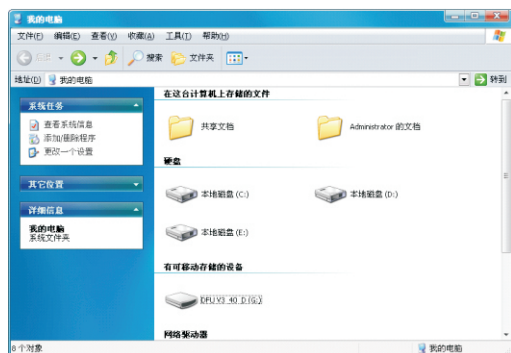 我的电脑
文件(F) 编辑(E) 查看(V) 收藏(A) 工具(T) 帮助(H)
搜索 文件夹
地址(D) 我的电脑 转到
系统任务
查看系统信息
添加/删除程序
更改一个设置
其它位置
详细信息
我的电脑
系统文件夹
在这台计算机上存储的文件
共享文档 Administrator 的文档
硬盘
本地磁盘 (C:) 本地磁盘 (D:)
本地磁盘 (E:)
有可移动存储的设备
DFU V3_40_D (G:)
网络驱动器
8 个对象 我的电脑